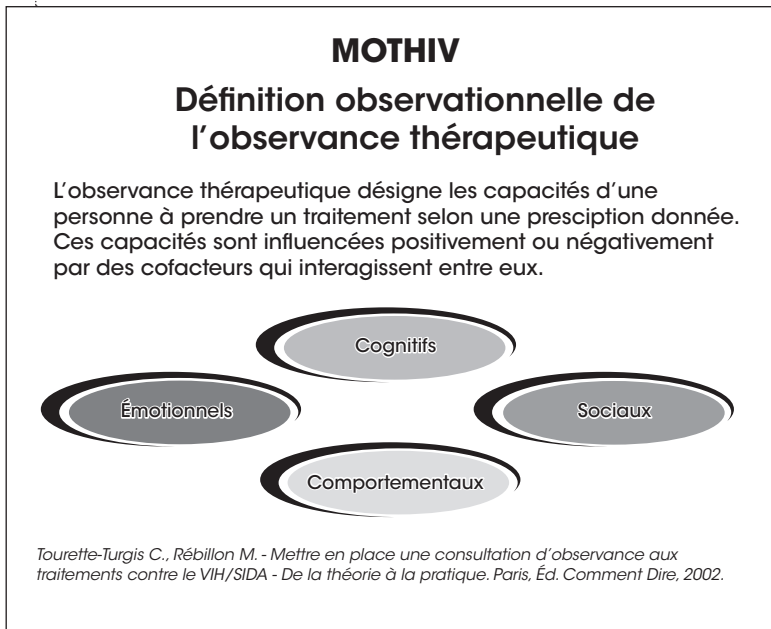 MOTHIV
Définition observationnelle de
l’observance thérapeutique
L’observance thérapeutique désigne les capacités d’une
personne à prendre un traitement selon une presciption donnée.
Ces capacités sont influencées positivement ou négativement
par des cofacteurs qui interagissent entre eux.
Cognitifs
Émotionnels
Sociaux
Comportementaux
Tourette-Turgis C., Rébillon M. - Mettre en place une consultation d’observance aux
traitements contre le VIH/SIDA - De la théorie à la pratique. Paris, Éd. Comment Dire, 2002.